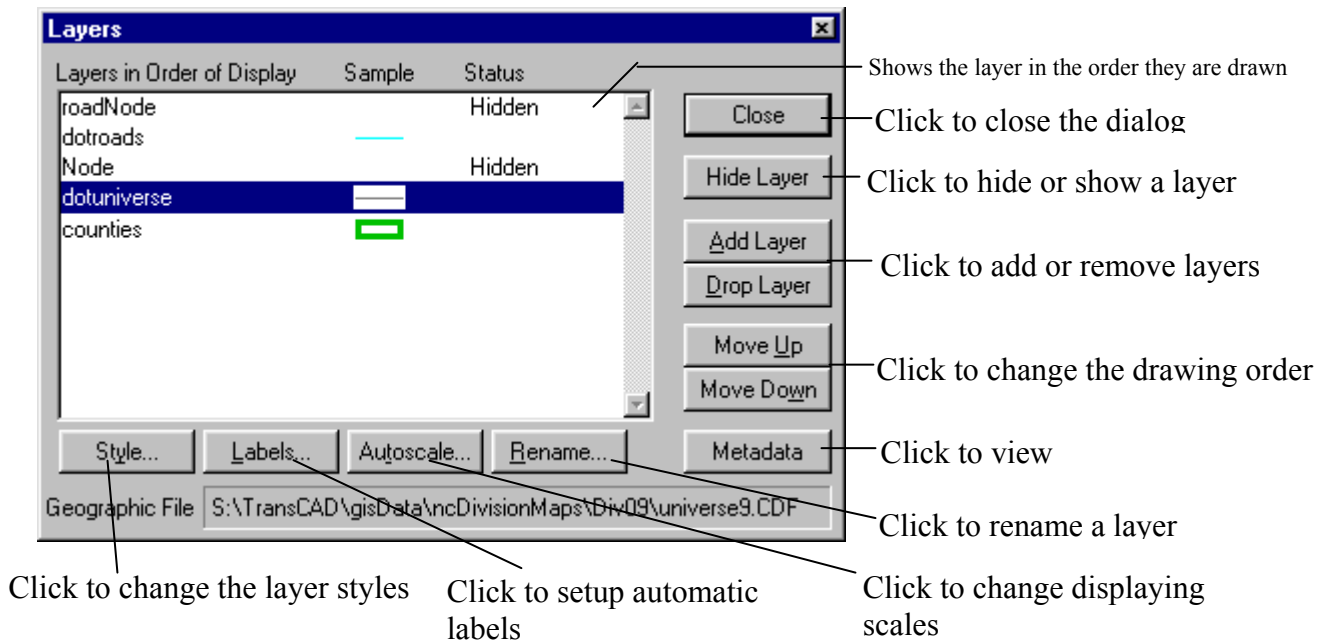 Layers
Layers in Order of Display Sample Status
Shows the layer in the order they are drawn
roadNode Hidden
Close
Click to close the dialog
dotroads
Node Hidden
Hide Layer
Click to hide or show a layer
dotuniverse
counties
Add Layer
Click to add or remove layers
Drop Layer
Move Up
Click to change the drawing order
Move Down
Style... Labels... Autoscale... Rename... Metadata
Click to view
Geographic File S:\TransCAD\gisData\ncDivisionMaps\Div09\universe9.CDF
Click to rename a layer
Click to change the layer styles
Click to setup automatic
labels
Click to change displaying
scales